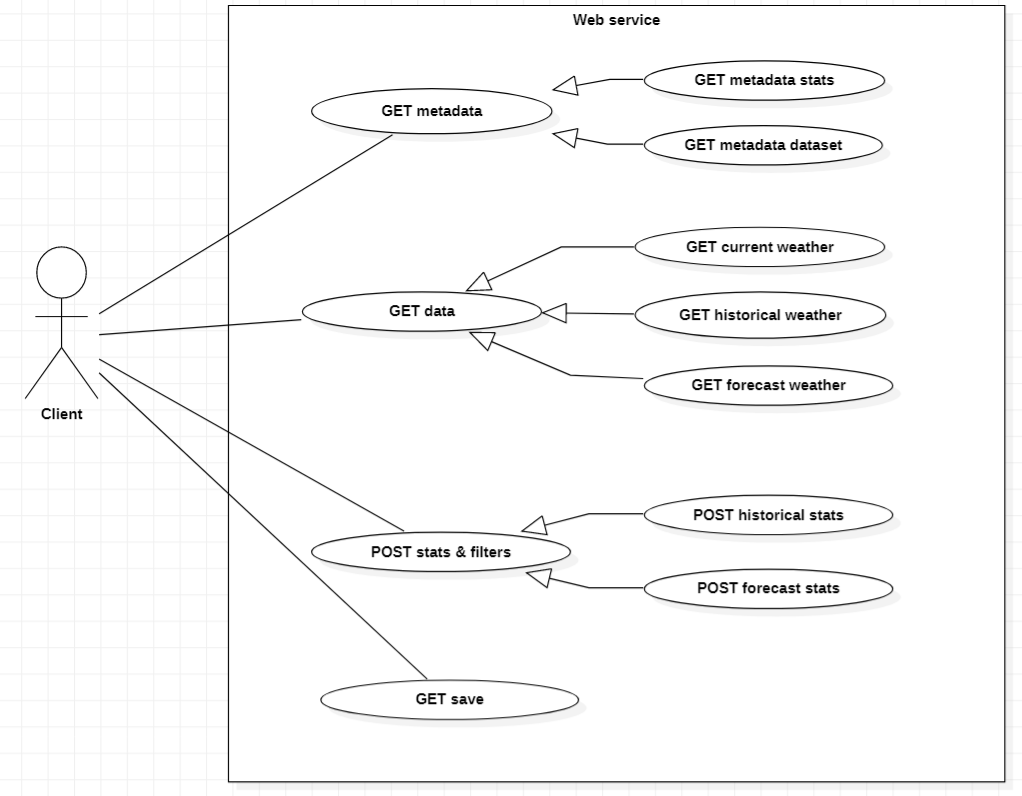 Web service
GET metadata stats
GET metadata
GET metadata dataset
GET current weather
GET data
GET historical weather
GET forecast weather
Client
POST historical stats
POST stats & filters
POST forecast stats
GET save